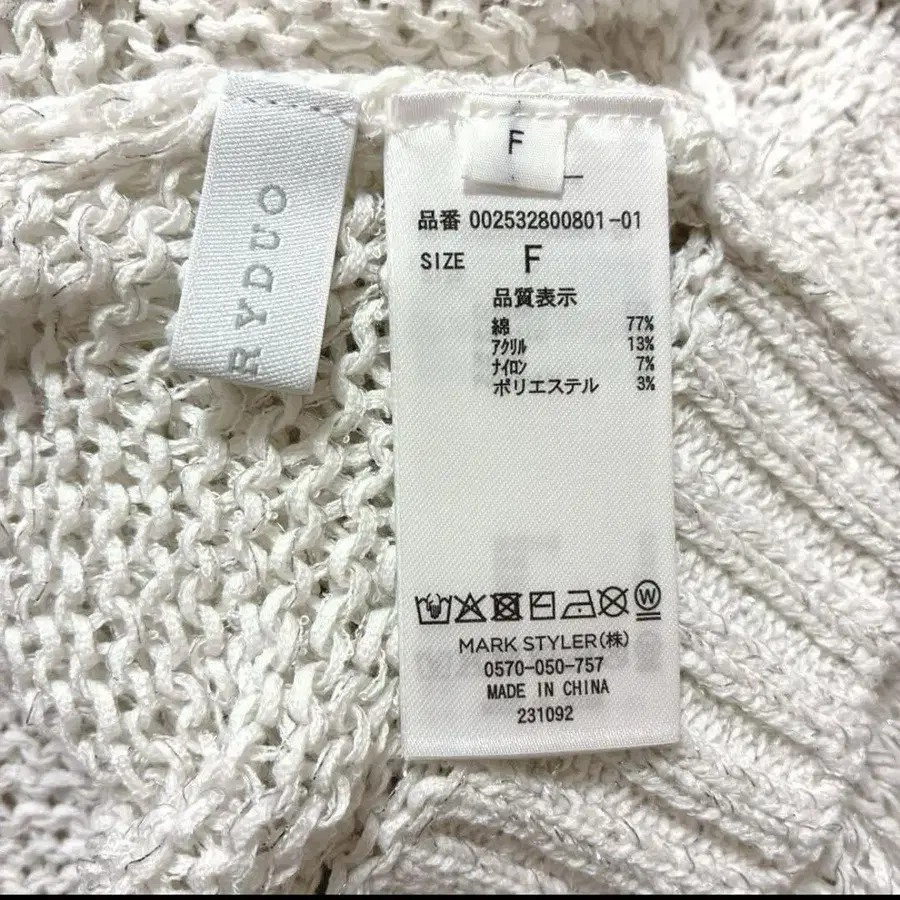 RYDUO
F
品番 002532800801-01
SIZE F
品質表示
綿 77%
アクリル 13%
ナイロン 7%
ポリエステル 3%
W
MARK STYLER(株)
0570-050-757
MADE IN CHINA
231092